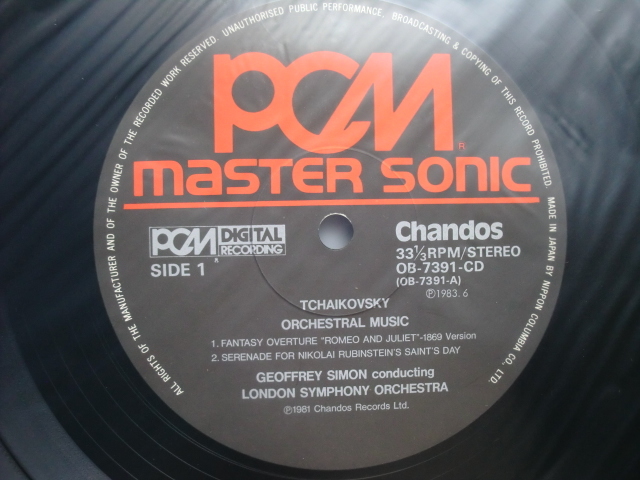 ALL RIGHTS OF THE MANUFACTURER AND OF THE OWNER OF THE RECORDED WORK RESERVED. UNAUTHORISED PUBLIC PERFORMANCE, BROADCASTING & COPYING OF THIS RECORD PROHIBITED. MADE IN JAPAN BY NIPPON COLUMBIA CO., LTD.
PCM R
master sonic
PCM R DIGITAL RECORDING
SIDE 1
Chandos
33⅓RPM/STEREO
OB-7391-CD
(OB-7391-A)
Ⓟ1983.6
TCHAIKOVSKY
ORCHESTRAL MUSIC
1. FANTASY OVERTURE "ROMEO AND JULIET"-1869 Version
2. SERENADE FOR NIKOLAI RUBINSTEIN'S SAINT'S DAY
GEOFFREY SIMON conducting
LONDON SYMPHONY ORCHESTRA
Ⓟ1981 Chandos Records Ltd.